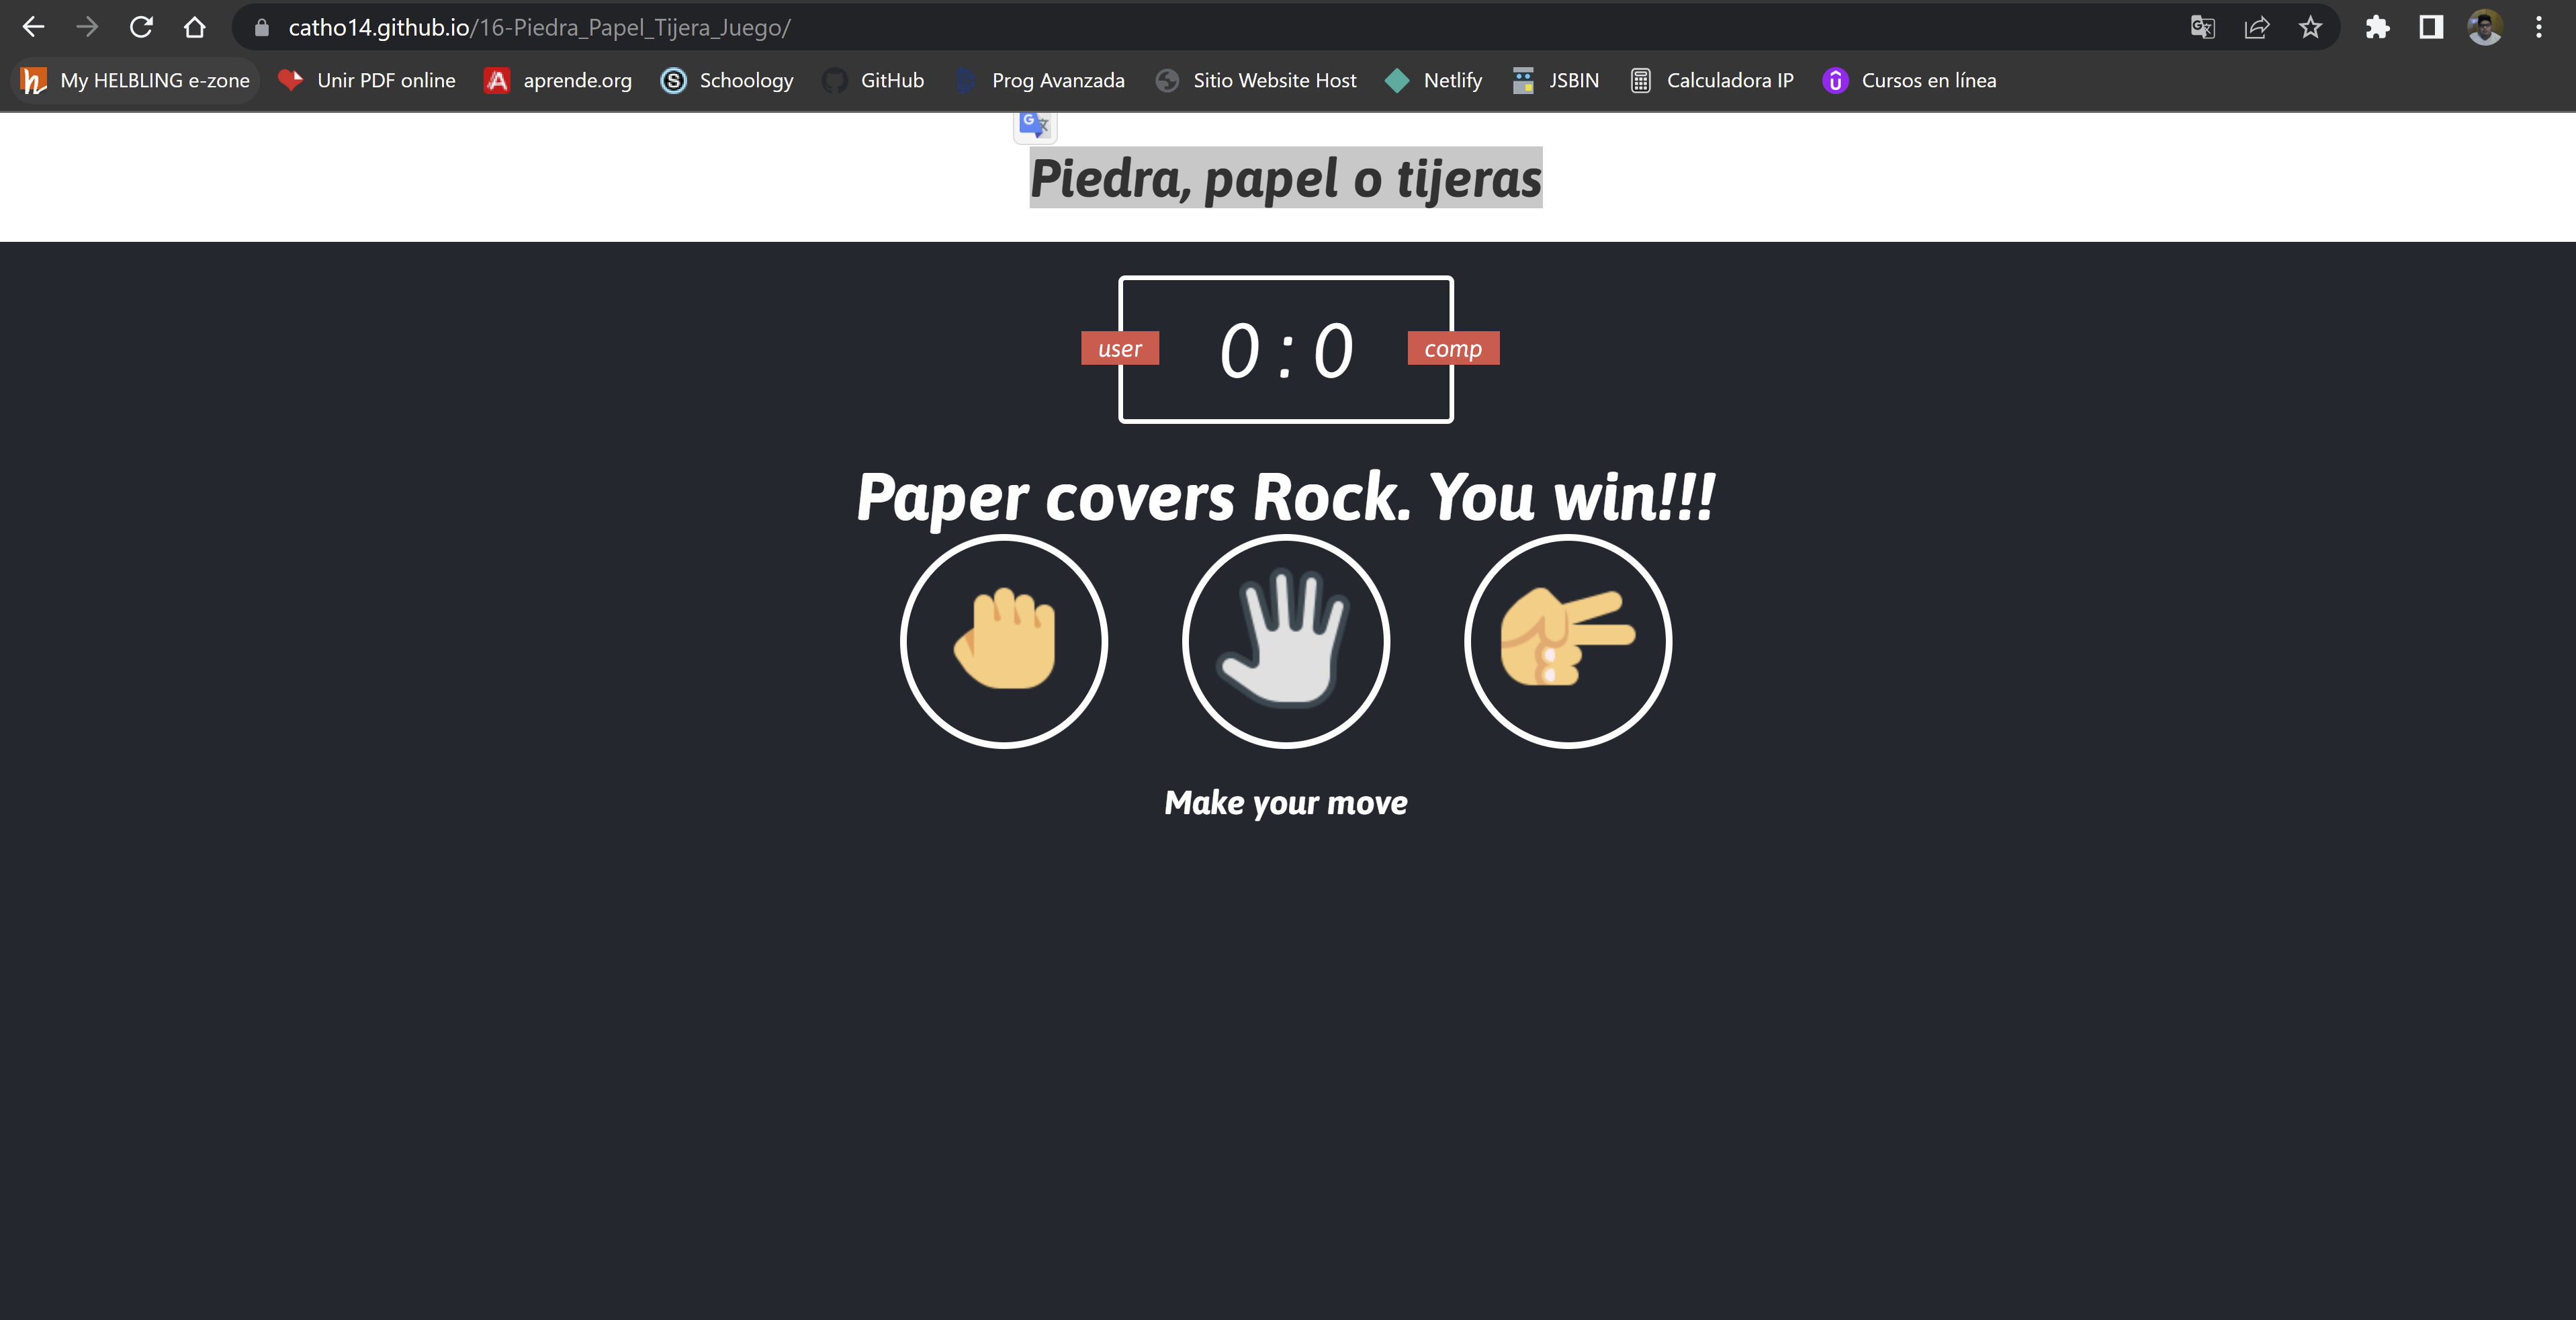 catho14.github.io/16-Piedra_Papel_Tijera_Juego/
My HELBLING e-zone Unir PDF online aprende.org Schoology GitHub Prog Avanzada Sitio Website Host Netlify JSBIN Calculadora IP Cursos en línea
Piedra, papel o tijeras
user 0 : 0 comp
Paper covers Rock. You win!!!
Make your move